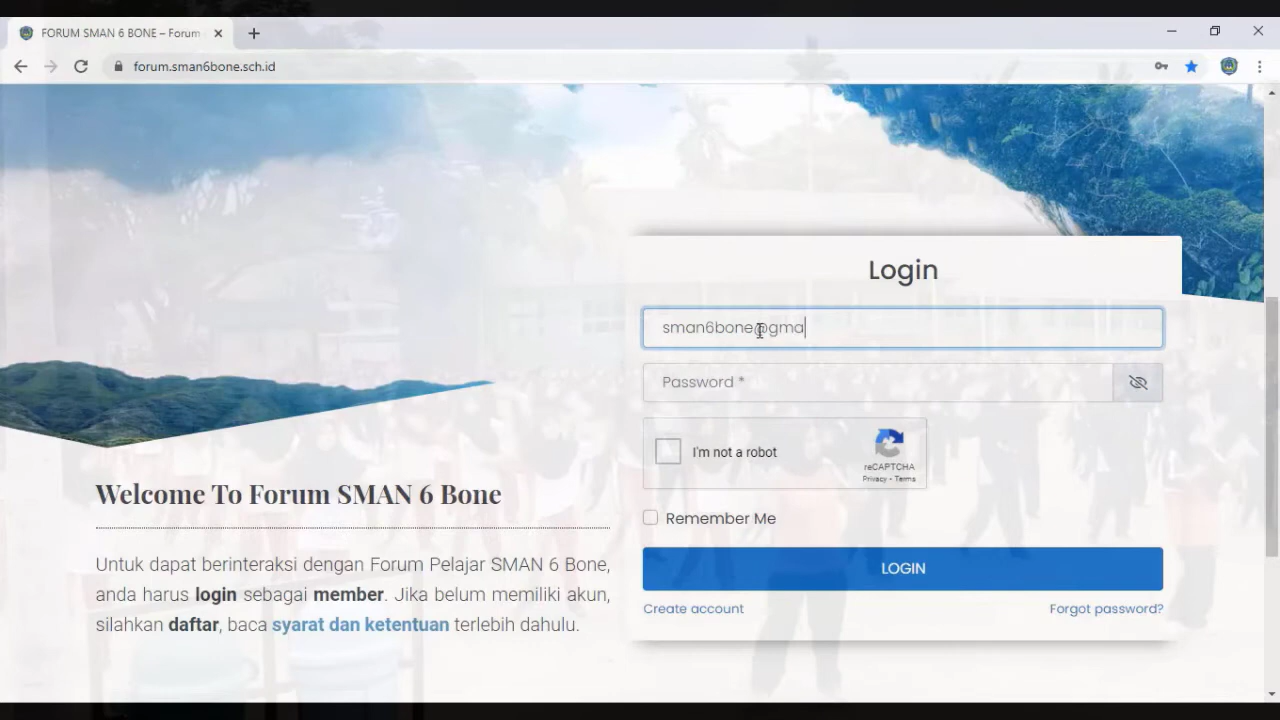 FORUM SMAN 6 BONE – Forum
forum.sman6bone.sch.id
Login
sman6bone@gma
Password *
I'm not a robot
reCAPTCHA
Privacy - Terms
Remember Me
LOGIN
Create account
Forgot password?
Welcome To Forum SMAN 6 Bone
Untuk dapat berinteraksi dengan Forum Pelajar SMAN 6 Bone,
anda harus login sebagai member. Jika belum memiliki akun,
silahkan daftar, baca syarat dan ketentuan terlebih dahulu.